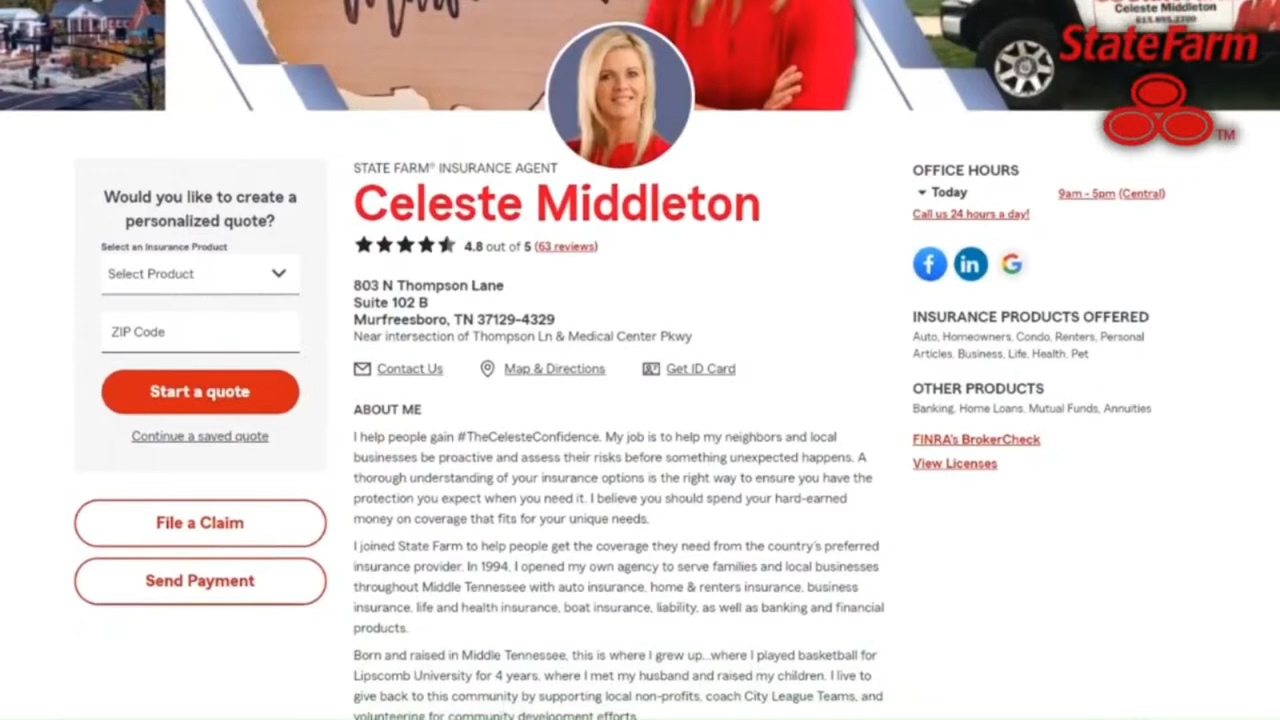 Celeste Middleton
615.895.2200
StateFarm
TM
STATE FARM® INSURANCE AGENT
Celeste Middleton
4.8 out of 5 (63 reviews)
803 N Thompson Lane
Suite 102 B
Murfreesboro, TN 37129-4329
Near intersection of Thompson Ln & Medical Center Pkwy
Contact Us
Map & Directions
Get ID Card
Would you like to create a
personalized quote?
Select an Insurance Product
Select Product
ZIP Code
Start a quote
Continue a saved quote
File a Claim
Send Payment
ABOUT ME
I help people gain #TheCelesteConfidence. My job is to help my neighbors and local
businesses be proactive and assess their risks before something unexpected happens. A
thorough understanding of your insurance options is the right way to ensure you have the
protection you expect when you need it. I believe you should spend your hard-earned
money on coverage that fits for your unique needs.
I joined State Farm to help people get the coverage they need from the country's preferred
insurance provider. In 1994, I opened my own agency to serve families and local businesses
throughout Middle Tennessee with auto insurance, home & renters insurance, business
insurance, life and health insurance, boat insurance, liability, as well as banking and financial
products.
Born and raised in Middle Tennessee, this is where I grew up...where I played basketball for
Lipscomb University for 4 years, where I met my husband and raised my children. I live to
give back to this community by supporting local non-profits, coach City League Teams, and
volunteering for community development efforts.
OFFICE HOURS
Today
9am - 5pm (Central)
Call us 24 hours a day!
f
in
G
INSURANCE PRODUCTS OFFERED
Auto, Homeowners, Condo, Renters, Personal
Articles, Business, Life, Health, Pet
OTHER PRODUCTS
Banking, Home Loans, Mutual Funds, Annuities
FINRA's BrokerCheck
View Licenses